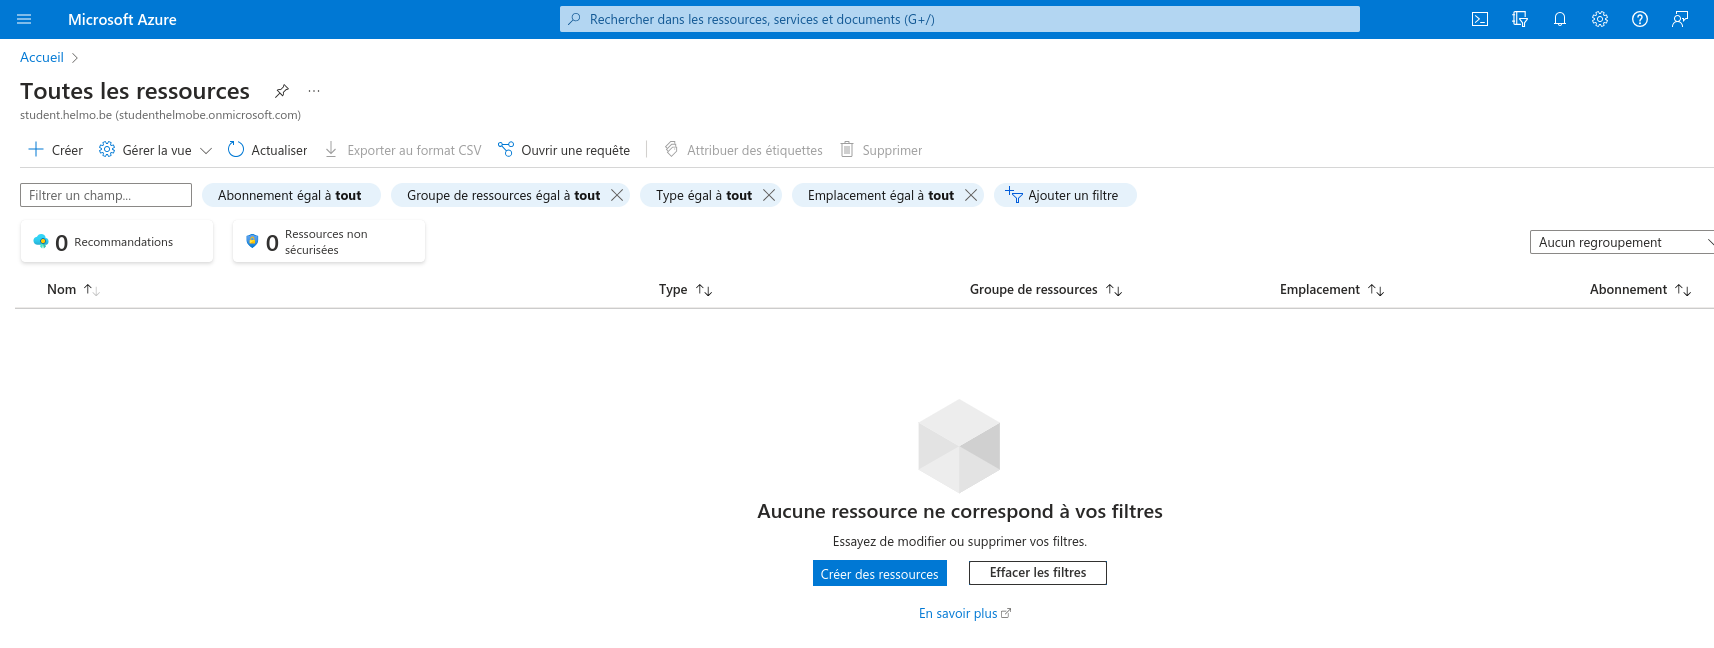 Microsoft Azure
Rechercher dans les ressources, services et documents (G+/)
Accueil
Toutes les ressources
student.helmo.be (studenthelmobe.onmicrosoft.com)
Créer Gérer la vue Actualiser Exporter au format CSV Ouvrir une requête Attribuer des étiquettes Supprimer
Filtrer un champ... Abonnement égal à tout Groupe de ressources égal à tout Type égal à tout Emplacement égal à tout Ajouter un filtre
0 Recommandations
0 Ressources non
sécurisées
Aucun regroupement
Nom Type Groupe de ressources Emplacement Abonnement
Aucune ressource ne correspond à vos filtres
Essayez de modifier ou supprimer vos filtres.
Créer des ressources Effacer les filtres
En savoir plus